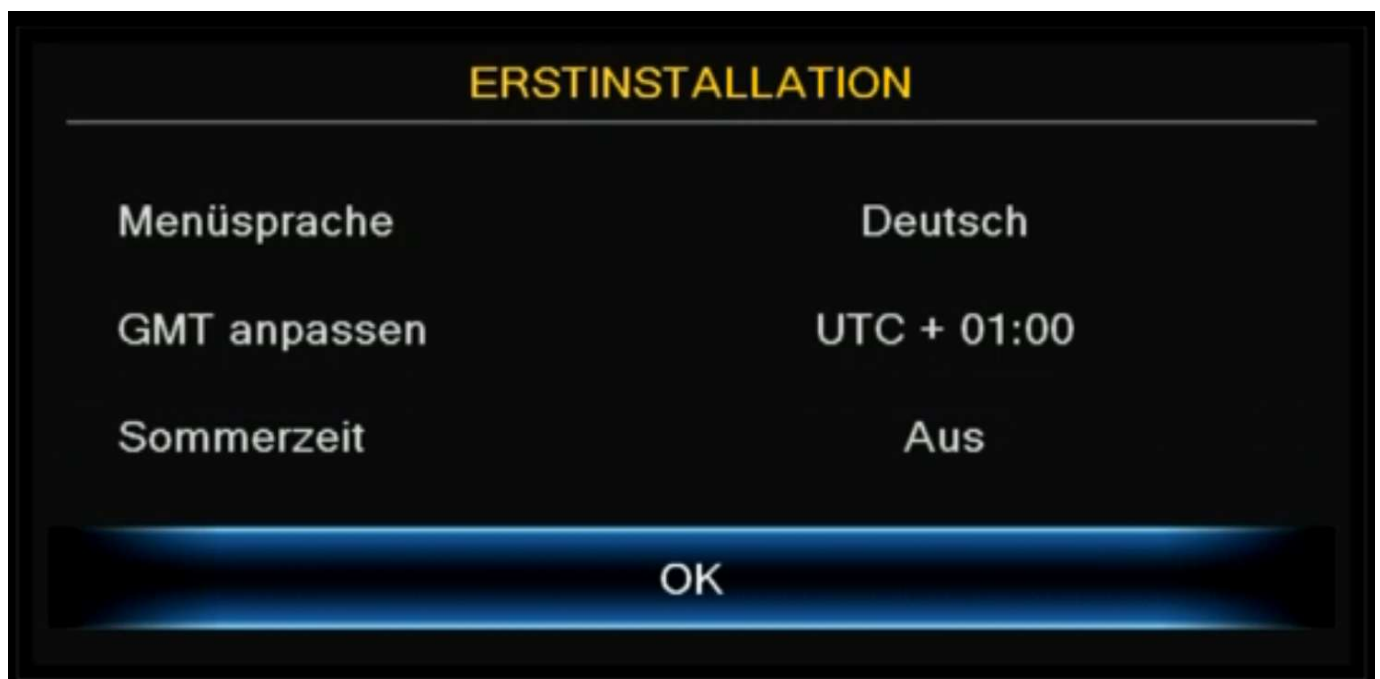 ERSTINSTALLATION
Menüsprache Deutsch
GMT anpassen UTC + 01:00
Sommerzeit Aus
OK